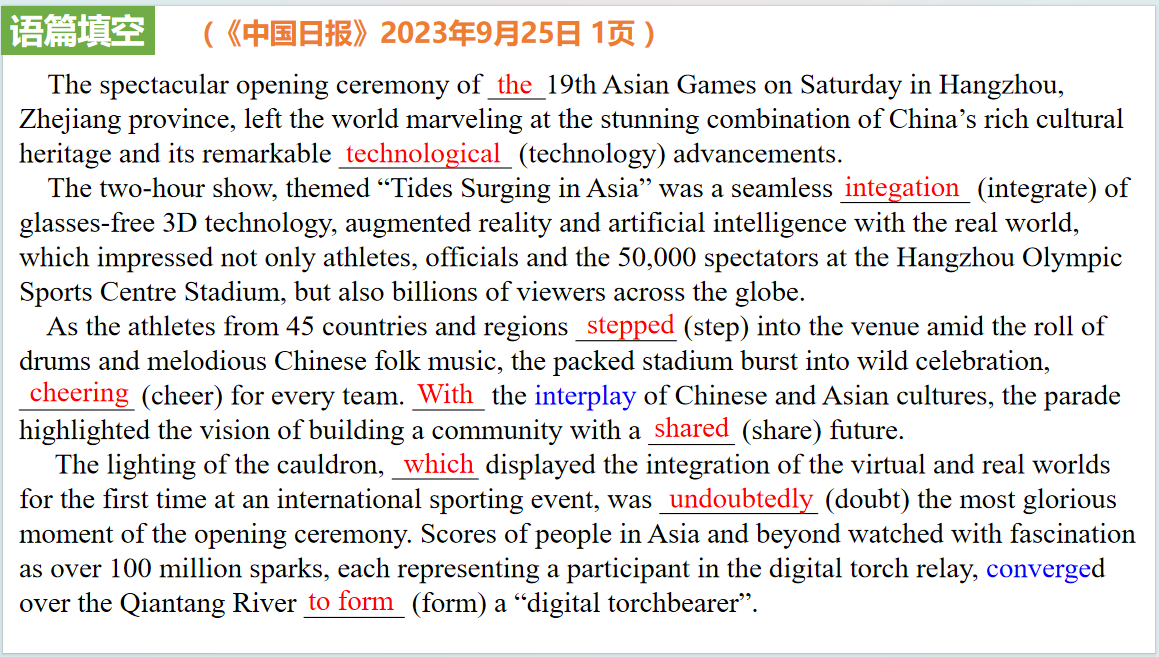 语篇填空 (《中国日报》2023年9月25日 1页 )
The spectacular opening ceremony of the 19th Asian Games on Saturday in Hangzhou,
Zhejiang province, left the world marveling at the stunning combination of China’s rich cultural
heritage and its remarkable technological (technology) advancements.
The two-hour show, themed “Tides Surging in Asia” was a seamless integation (integrate) of
glasses-free 3D technology, augmented reality and artificial intelligence with the real world,
which impressed not only athletes, officials and the 50,000 spectators at the Hangzhou Olympic
Sports Centre Stadium, but also billions of viewers across the globe.
As the athletes from 45 countries and regions stepped (step) into the venue amid the roll of
drums and melodious Chinese folk music, the packed stadium burst into wild celebration,
cheering (cheer) for every team. With the interplay of Chinese and Asian cultures, the parade
highlighted the vision of building a community with a shared (share) future.
The lighting of the cauldron, which displayed the integration of the virtual and real worlds
for the first time at an international sporting event, was undoubtedly (doubt) the most glorious
moment of the opening ceremony. Scores of people in Asia and beyond watched with fascination
as over 100 million sparks, each representing a participant in the digital torch relay, converged
over the Qiantang River to form (form) a “digital torchbearer”.